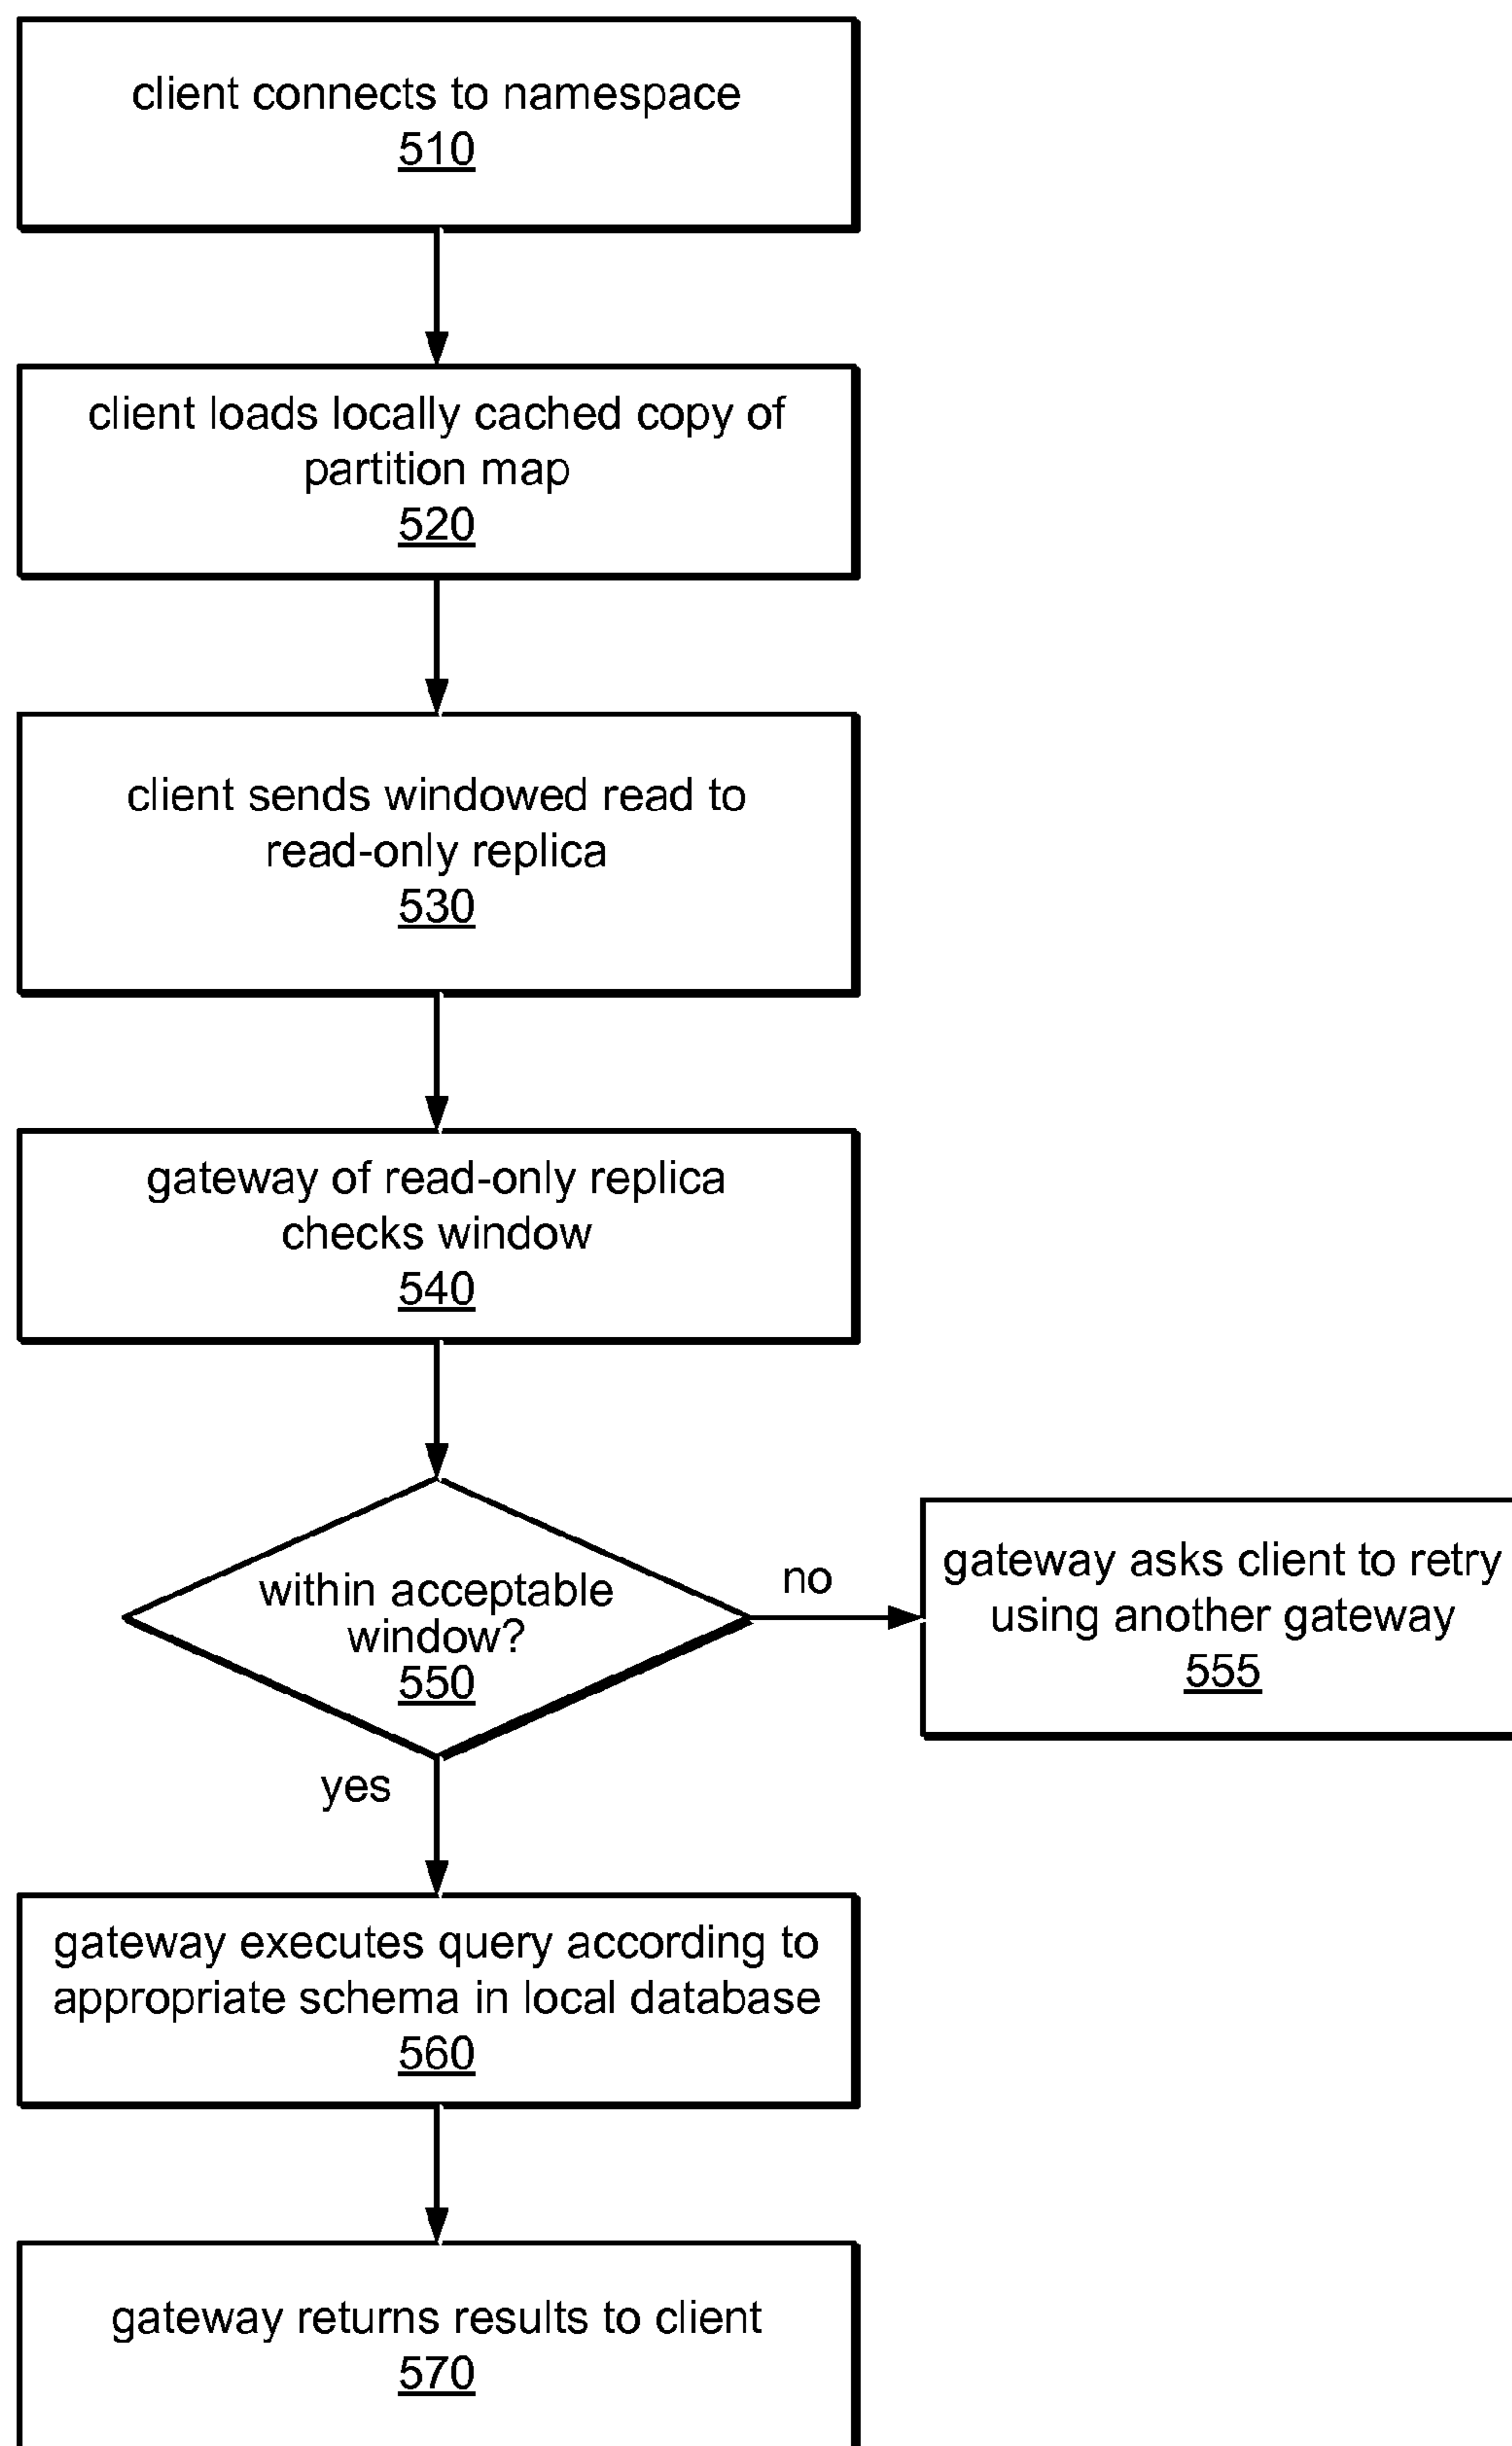 client connects to namespace
510
client loads locally cached copy of
partition map
520
client sends windowed read to
read-only replica
530
gateway of read-only replica
checks window
540
within acceptable
window?
550
no
gateway asks client to retry
using another gateway
555
yes
gateway executes query according to
appropriate schema in local database
560
gateway returns results to client
570